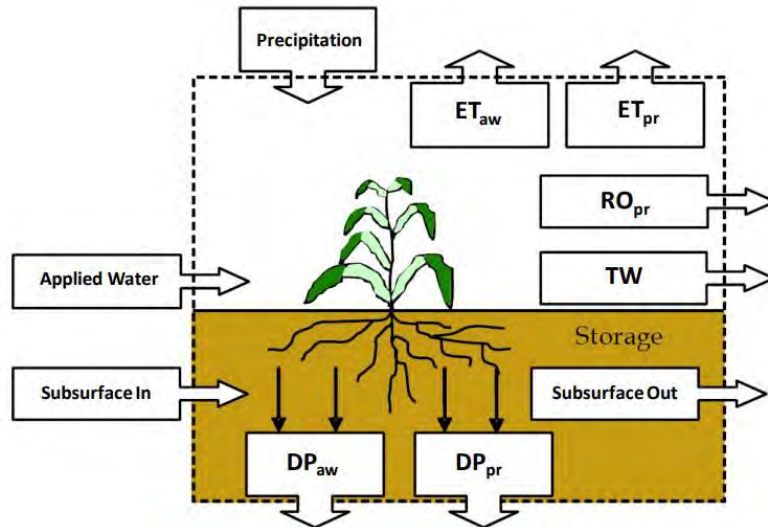 Precipitation
ETaw
ETpr
ROpr
Applied Water
TW
Storage
Subsurface In
Subsurface Out
DPaw
DPpr